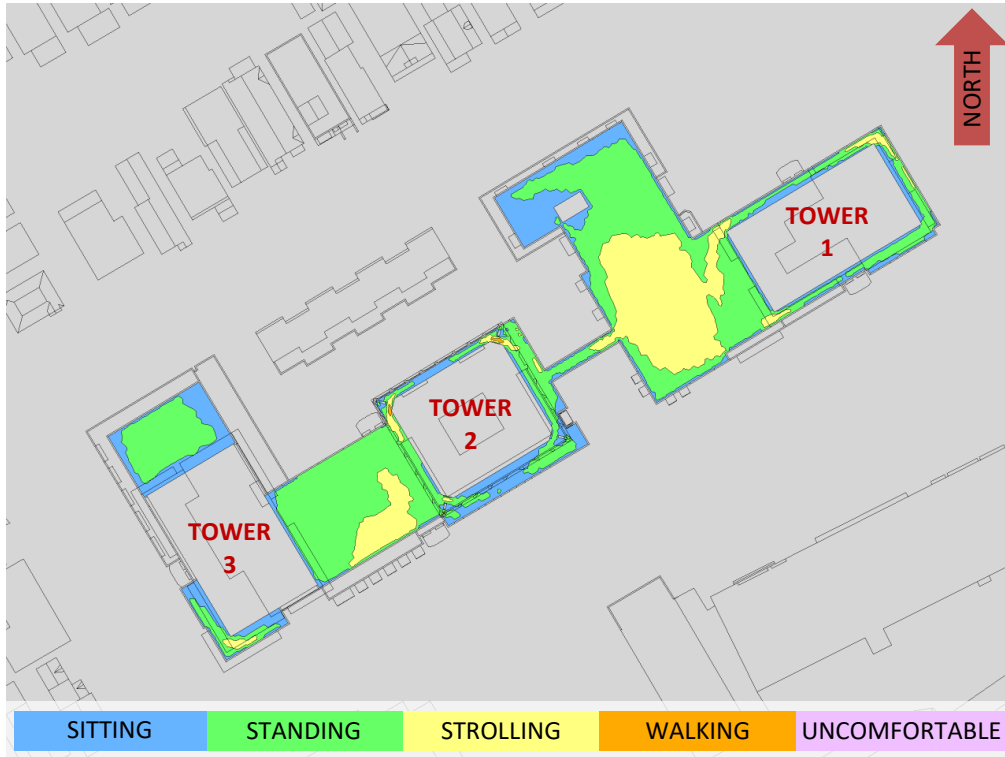 NORTH
TOWER
1
TOWER
2
TOWER
3
SITTING
STANDING
STROLLING
WALKING
UNCOMFORTABLE